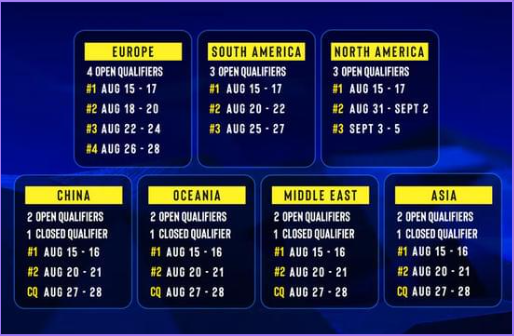 EUROPE
4 OPEN QUALIFIERS
#1 AUG 15 - 17
#2 AUG 18 - 20
#3 AUG 22 - 24
#4 AUG 26 - 28
SOUTH AMERICA
3 OPEN QUALIFIERS
#1 AUG 15 - 17
#2 AUG 20 - 22
#3 AUG 25 - 27
NORTH AMERICA
3 OPEN QUALIFIERS
#1 AUG 15 - 17
#2 AUG 31 - SEPT 2
#3 SEPT 3 - 5
CHINA
2 OPEN QUALIFIERS
1 CLOSED QUALIFIER
#1 AUG 15 - 16
#2 AUG 20 - 21
CQ AUG 27 - 28
OCEANIA
2 OPEN QUALIFIERS
1 CLOSED QUALIFIER
#1 AUG 15 - 16
#2 AUG 20 - 21
CQ AUG 27 - 28
MIDDLE EAST
2 OPEN QUALIFIERS
1 CLOSED QUALIFIER
#1 AUG 15 - 16
#2 AUG 20 - 21
CQ AUG 27 - 28
ASIA
2 OPEN QUALIFIERS
1 CLOSED QUALIFIER
#1 AUG 15 - 16
#2 AUG 20 - 21
CQ AUG 27 - 28